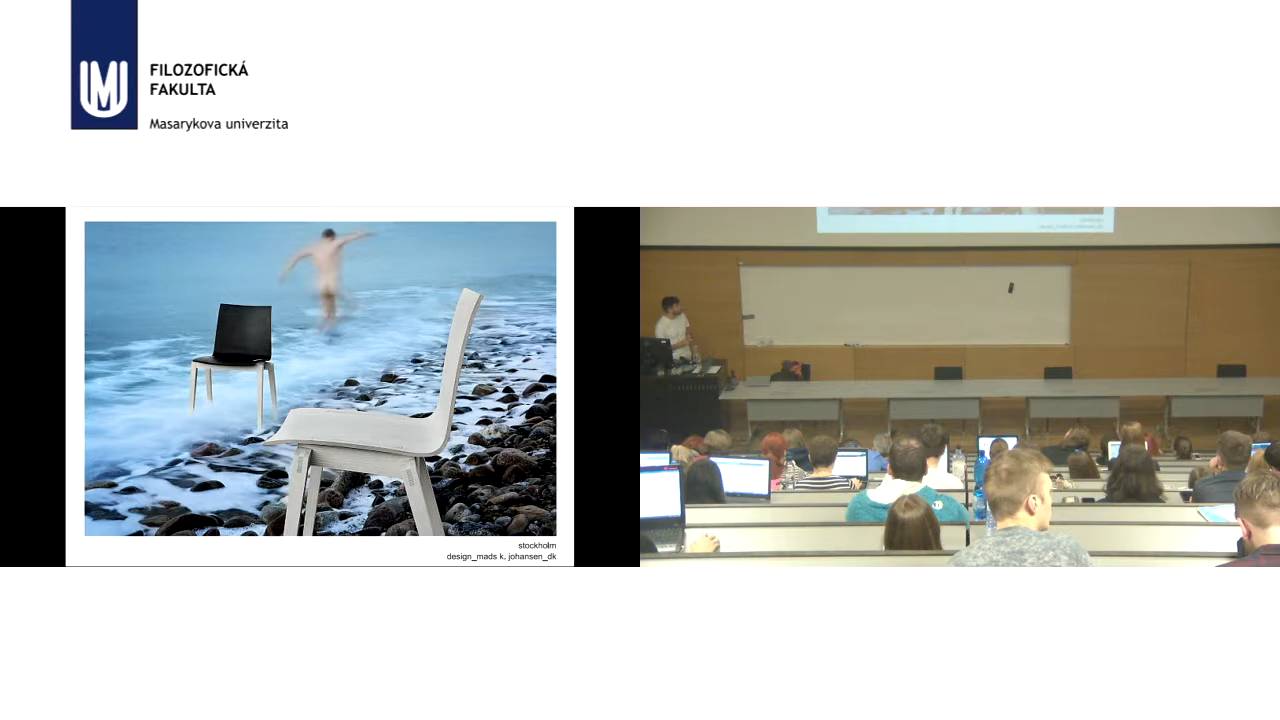 FILOZOFICKÁ
FAKULTA
Masarykova univerzita
stockholm
design_mads k. johansen_dk